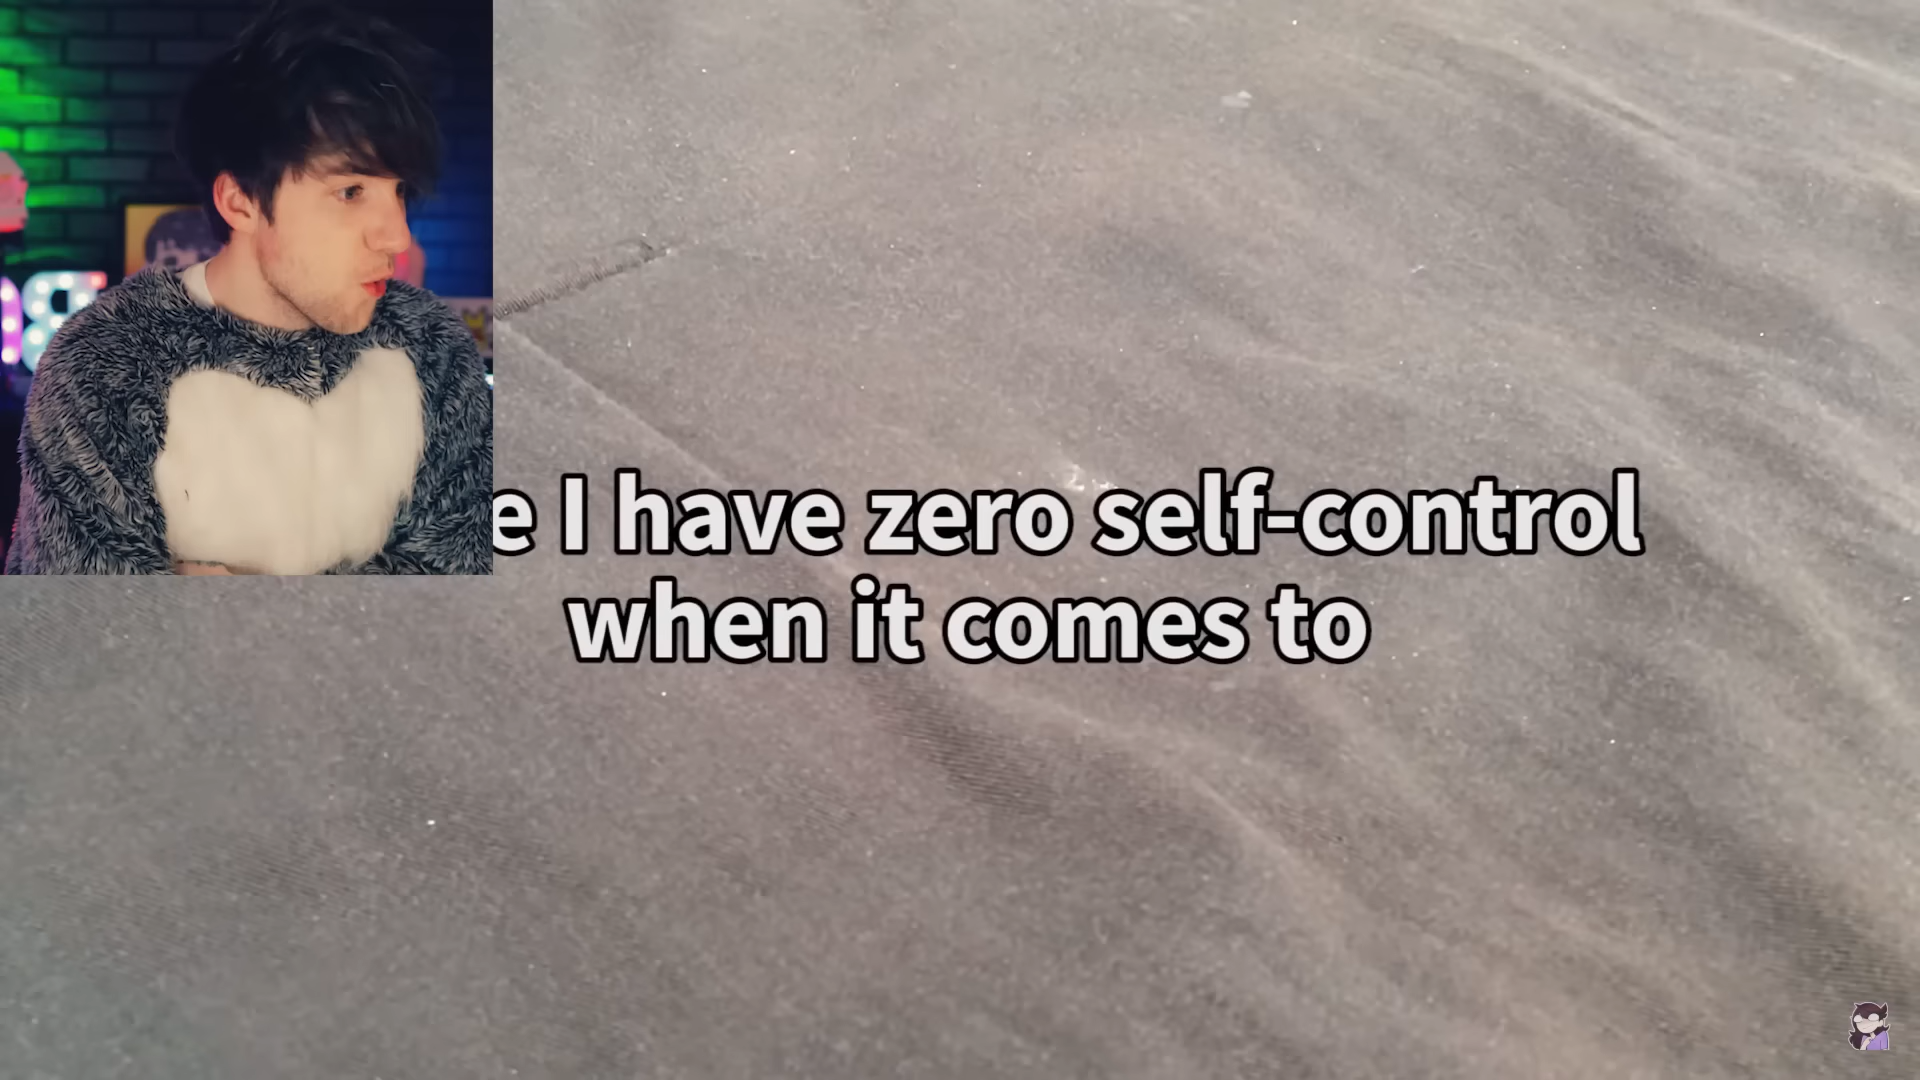 e I have zero self-control
when it comes to